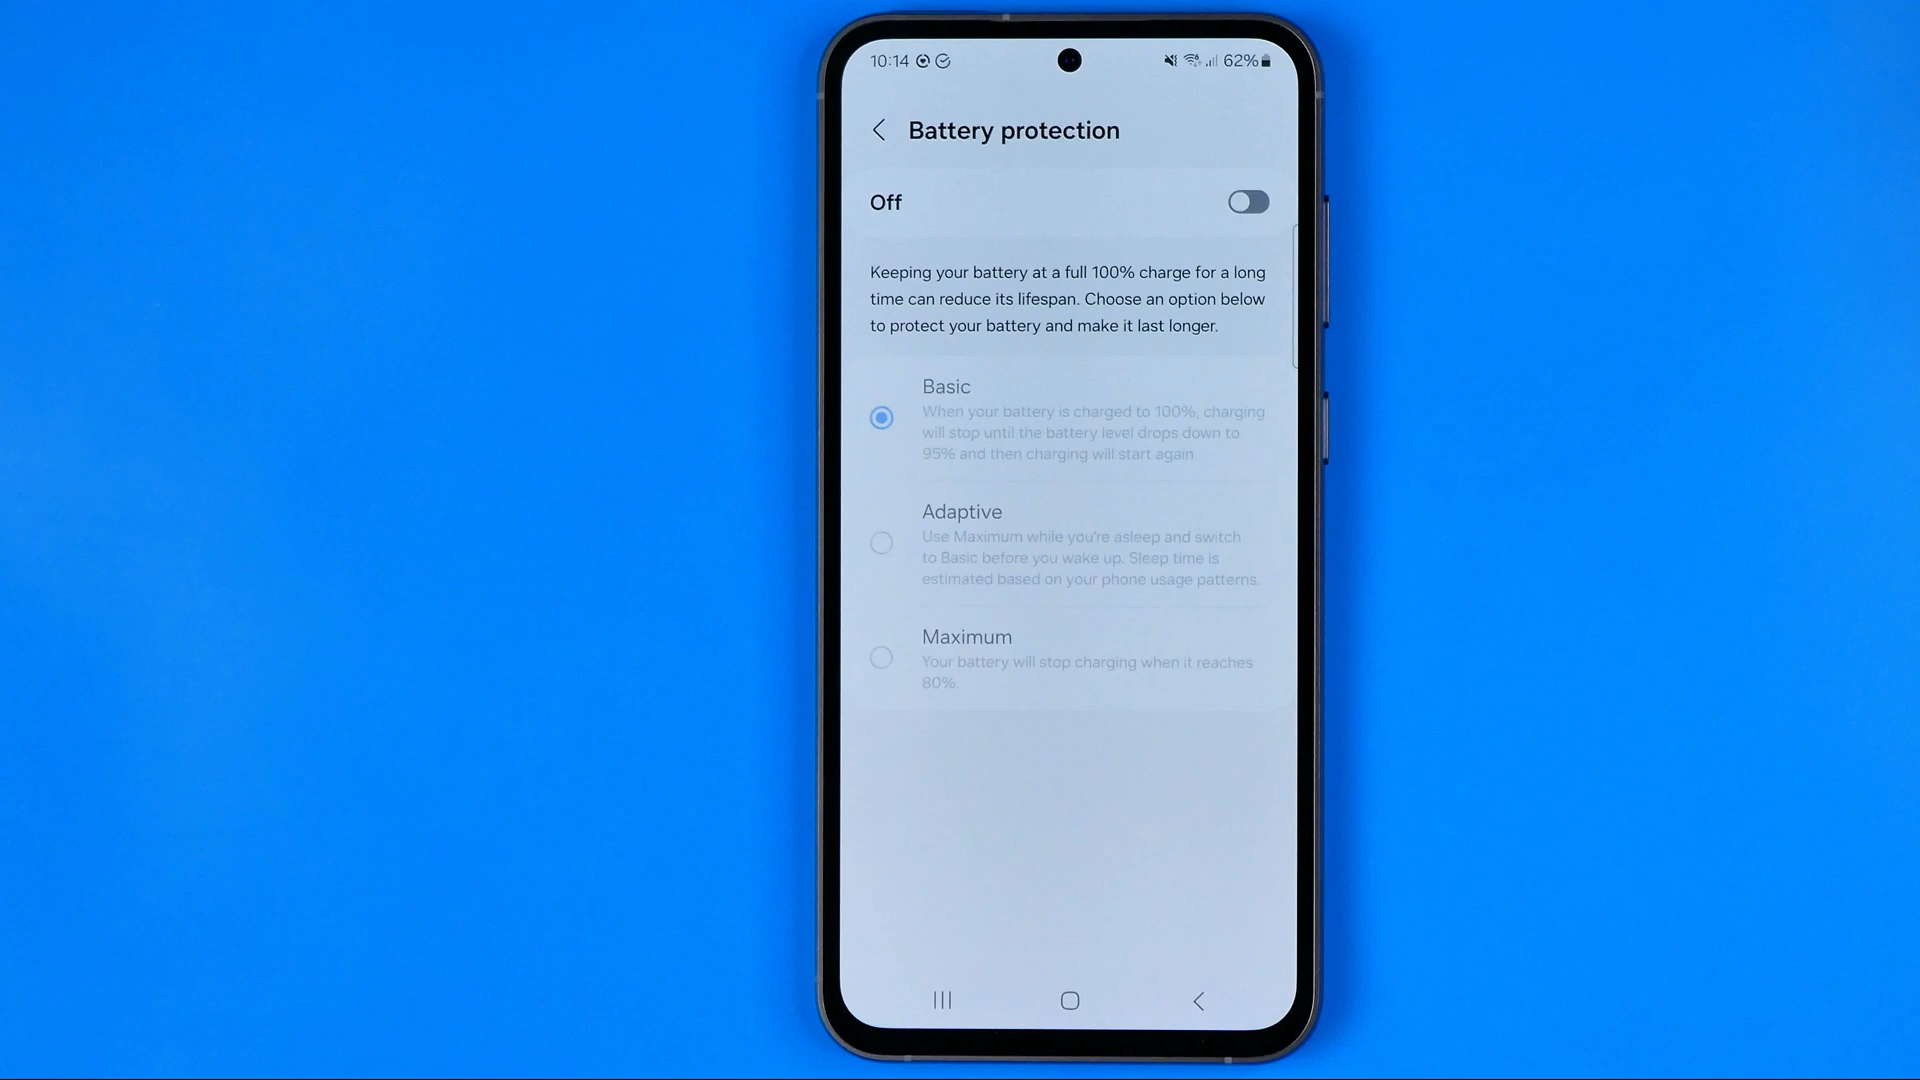 10:14 62%
Battery protection
Off
Keeping your battery at a full 100% charge for a long
time can reduce its lifespan. Choose an option below
to protect your battery and make it last longer.
Basic
When your battery is charged to 100%, charging
will stop until the battery level drops down to
95% and then charging will start again
Adaptive
Use Maximum while you're asleep and switch
to Basic before you wake up. Sleep time is
estimated based on your phone usage patterns.
Maximum
Your battery will stop charging when it reaches
80%.